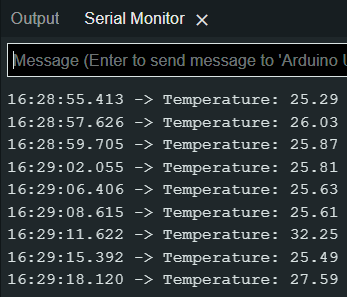 Output Serial Monitor ×
Message (Enter to send message to 'Arduino U
16:28:55.413 -> Temperature: 25.29
16:28:57.626 -> Temperature: 26.03
16:28:59.705 -> Temperature: 25.87
16:29:02.055 -> Temperature: 25.81
16:29:06.406 -> Temperature: 25.63
16:29:08.615 -> Temperature: 25.61
16:29:11.622 -> Temperature: 32.25
16:29:15.392 -> Temperature: 25.49
16:29:18.120 -> Temperature: 27.59